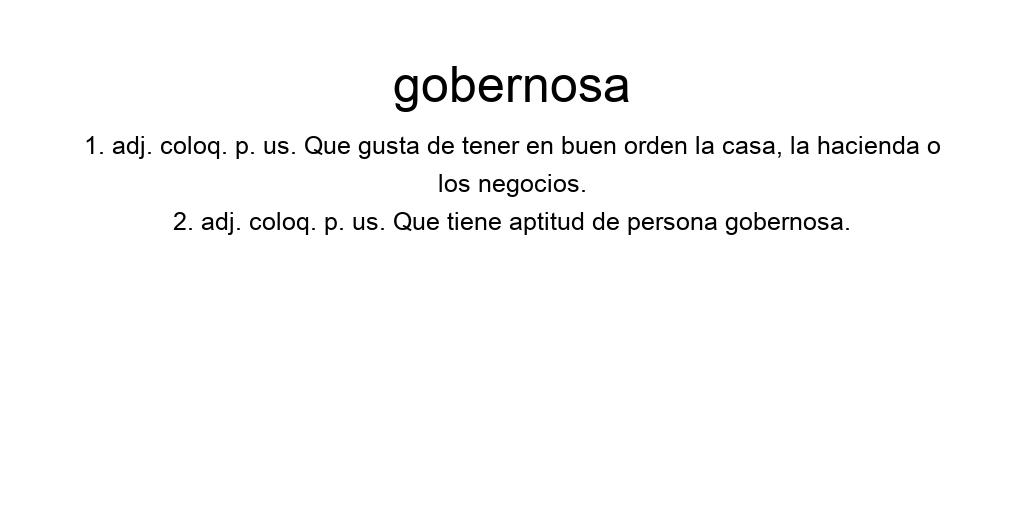 gobernosa
1. adj. coloq. p. us. Que gusta de tener en buen orden la casa, la hacienda o
los negocios.
2. adj. coloq. p. us. Que tiene aptitud de persona gobernosa.